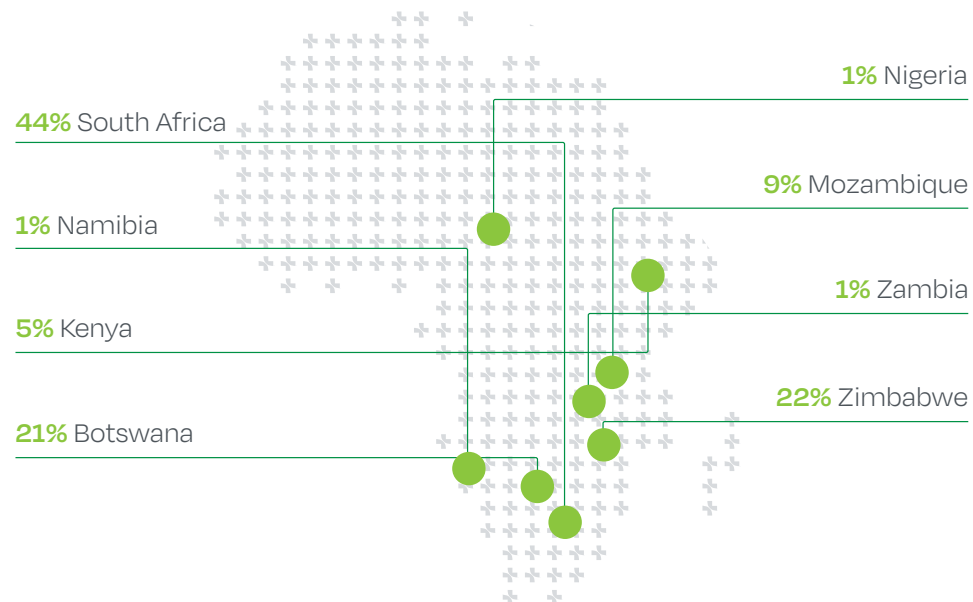 44% South Africa
1% Namibia
5% Kenya
21% Botswana
1% Nigeria
9% Mozambique
1% Zambia
22% Zimbabwe